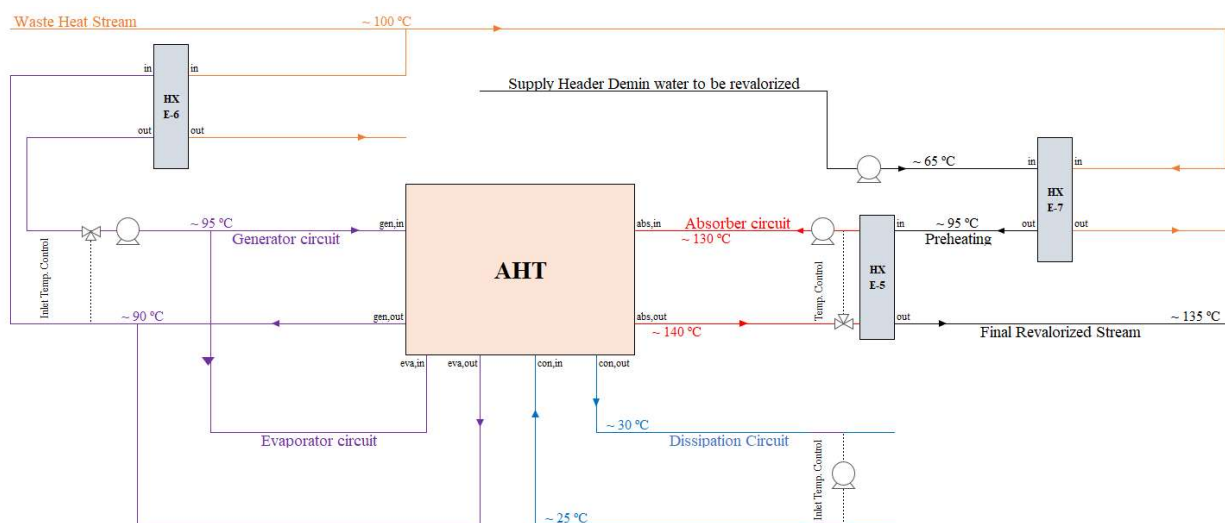 Waste Heat Stream
~ 100 ºC
in
in
HX
E-6
out
out
Supply Header Demin water to be revalorized
~ 65 ºC
in
in
HX
E-7
out
out
~ 95 ºC
Generator circuit
gen,in
AHT
abs,in
Absorber circuit
~ 130 ºC
in
HX
E-5
out
~ 95 ºC
Preheating
Inlet Temp. Control
~ 90 ºC
gen,out
abs,out
~ 140 ºC
Temp. Control
Final Revalorized Stream
~ 135 ºC
eva,in
eva,out
con,in
con,out
Evaporator circuit
~ 30 ºC
Dissipation Circuit
Inlet Temp. Control
~ 25 ºC